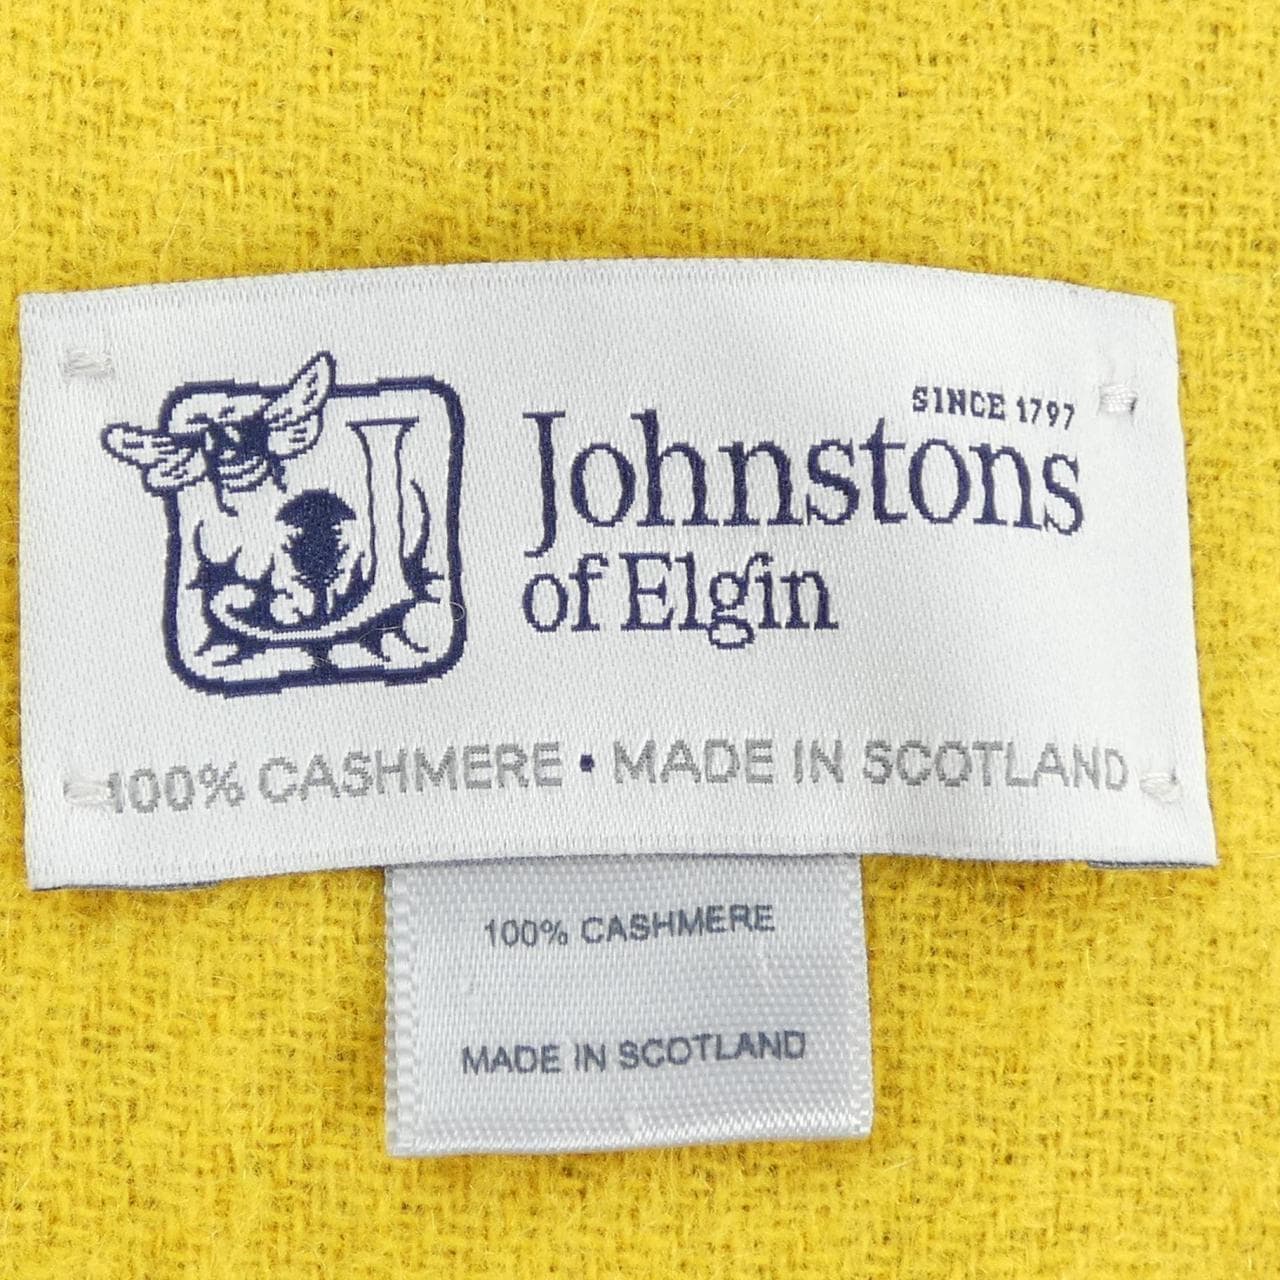 SINCE 1797
Johnstons
of Elgin
100% CASHMERE • MADE IN SCOTLAND
100% CASHMERE
MADE IN SCOTLAND